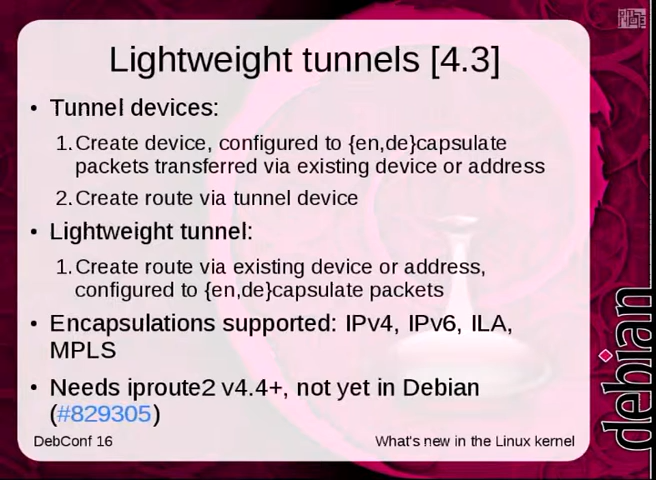 Lightweight tunnels [4.3]
• Tunnel devices:
1. Create device, configured to {en,de}capsulate
packets transferred via existing device or address
2. Create route via tunnel device
• Lightweight tunnel:
1. Create route via existing device or address,
configured to {en,de}capsulate packets
• Encapsulations supported: IPv4, IPv6, ILA,
MPLS
• Needs iproute2 v4.4+, not yet in Debian
(#829305)
DebConf 16
What's new in the Linux kernel
debian